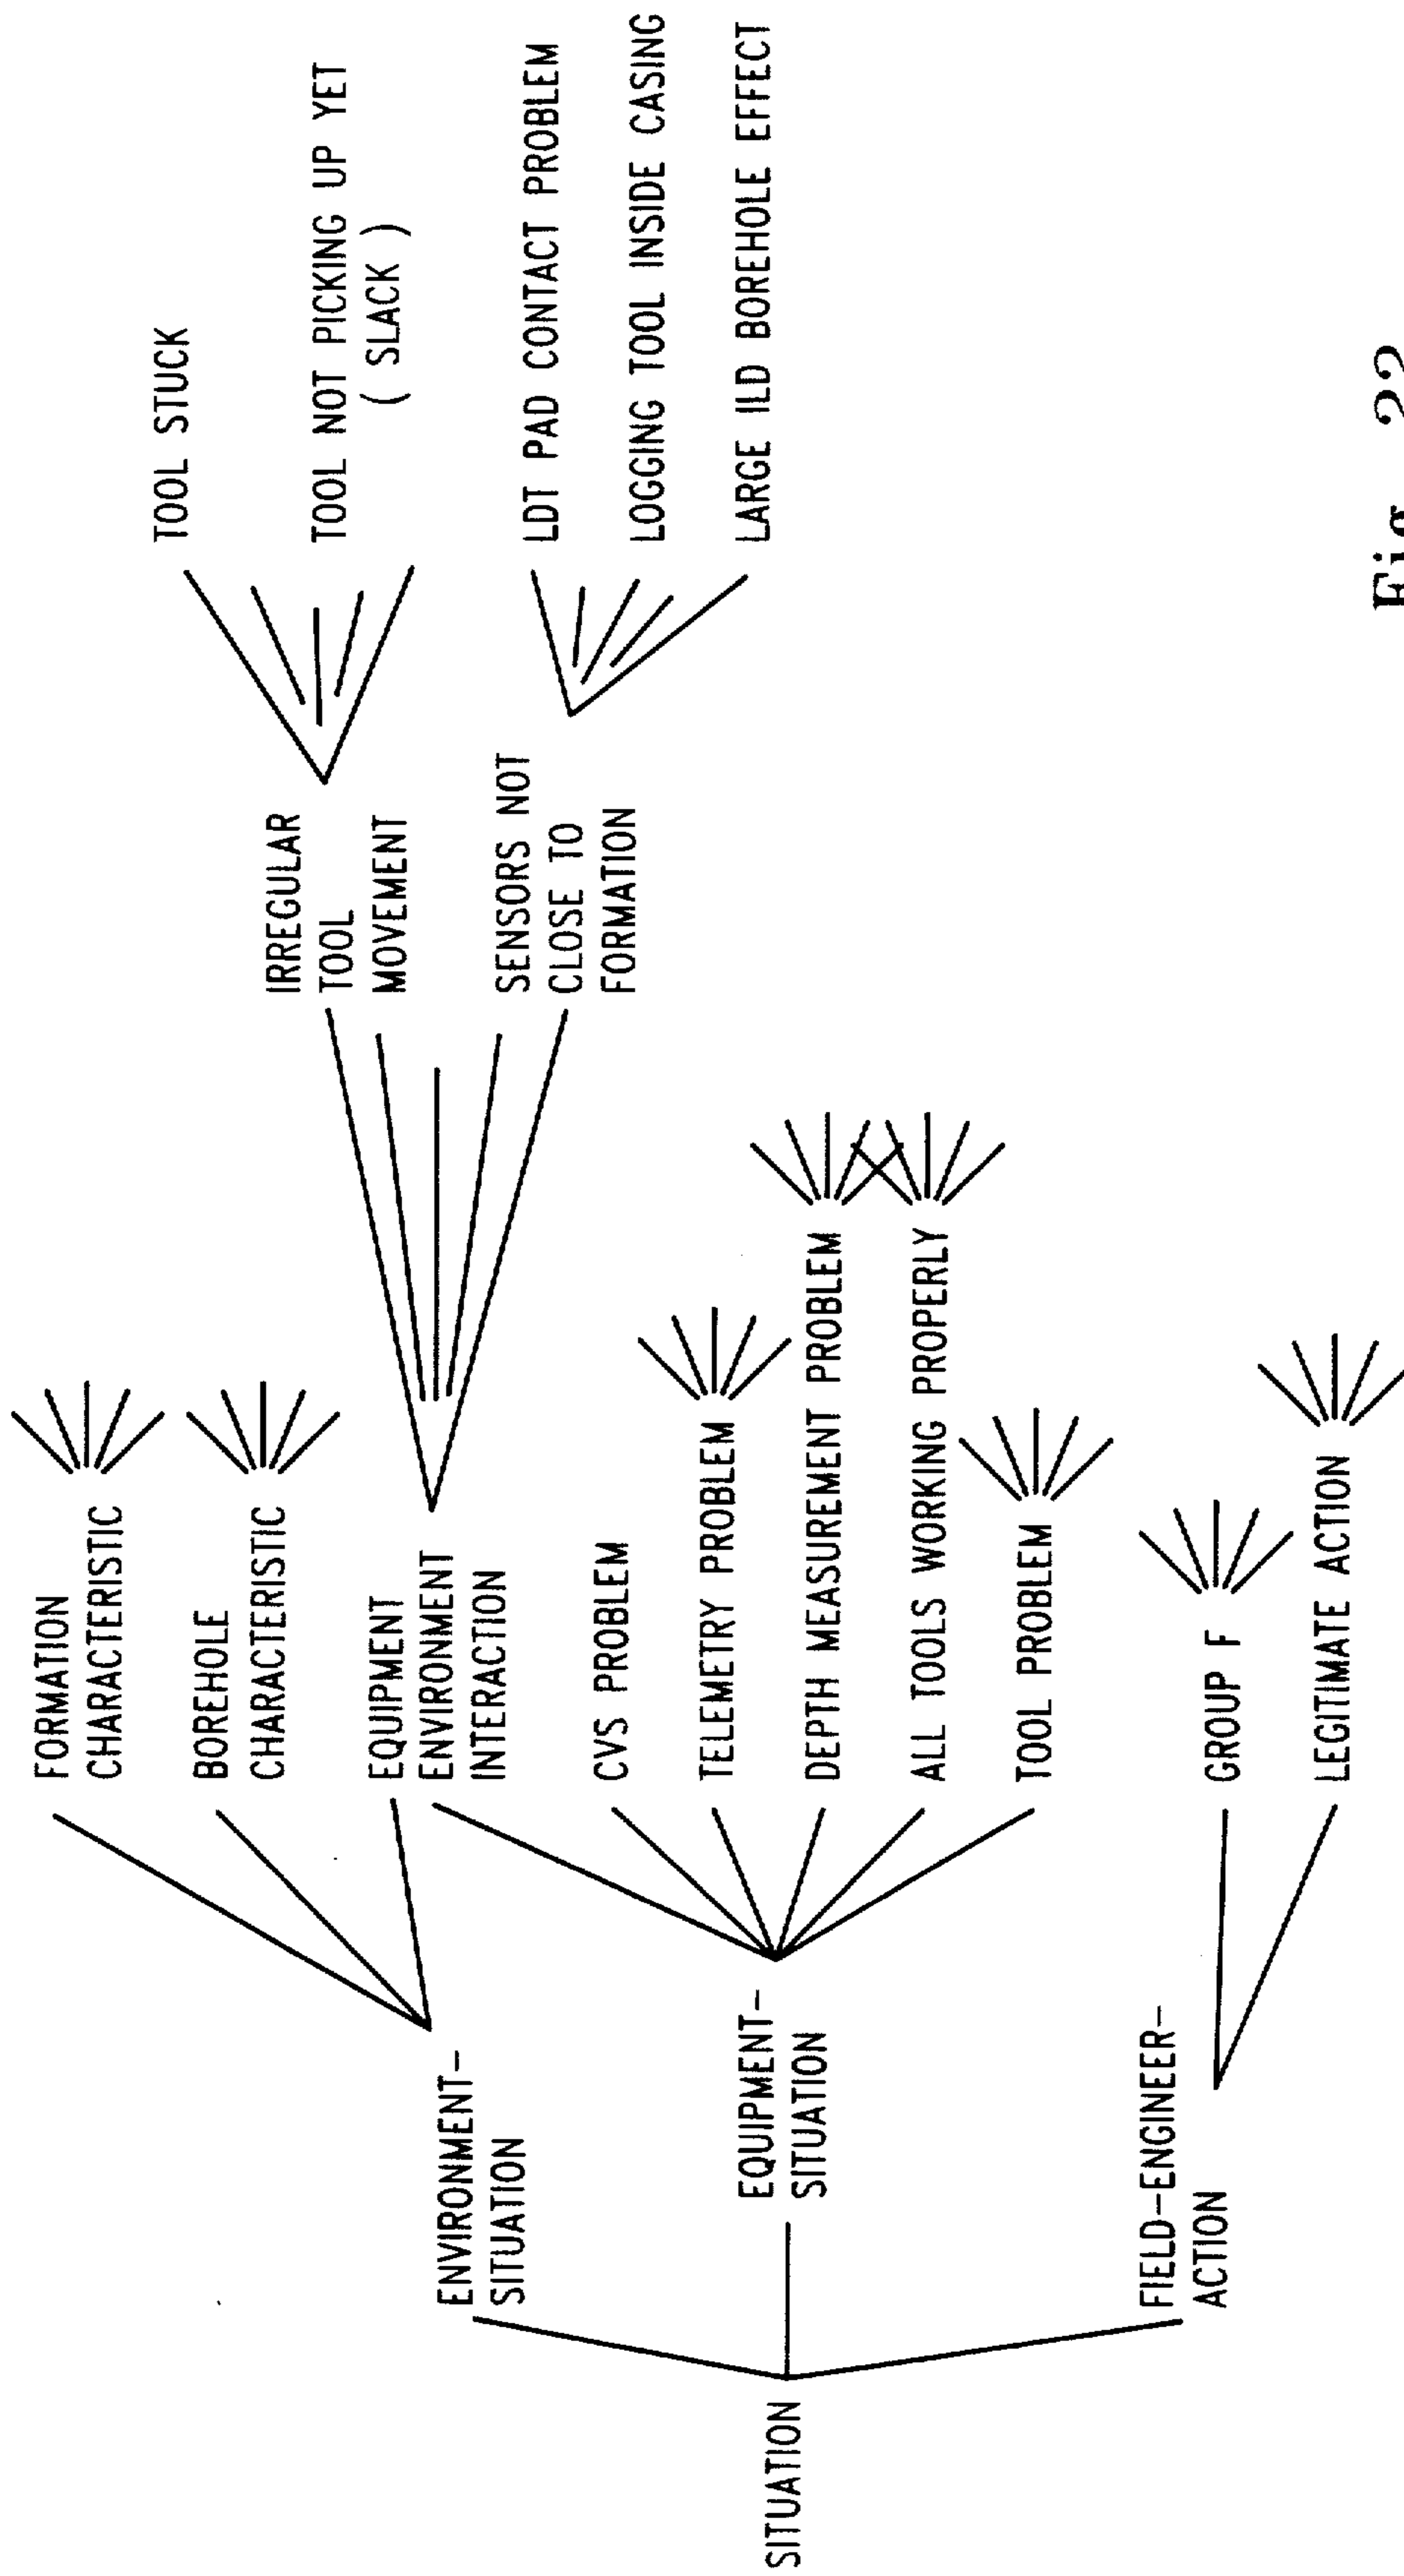 SITUATION
ENVIRONMENT-
SITUATION
EQUIPMENT-
SITUATION
FIELD-ENGINEER-
ACTION
FORMATION
CHARACTERISTIC
BOREHOLE
CHARACTERISTIC
EQUIPMENT
ENVIRONMENT
INTERACTION
CVS PROBLEM
TELEMETRY PROBLEM
DEPTH MEASUREMENT PROBLEM
ALL TOOLS WORKING PROPERLY
TOOL PROBLEM
GROUP F
LEGITIMATE ACTION
IRREGULAR
TOOL
MOVEMENT
SENSORS NOT
CLOSE TO
FORMATION
TOOL STUCK
TOOL NOT PICKING UP YET
( SLACK )
LDT PAD CONTACT PROBLEM
LOGGING TOOL INSIDE CASING
LARGE ILD BOREHOLE EFFECT
Fig. 22